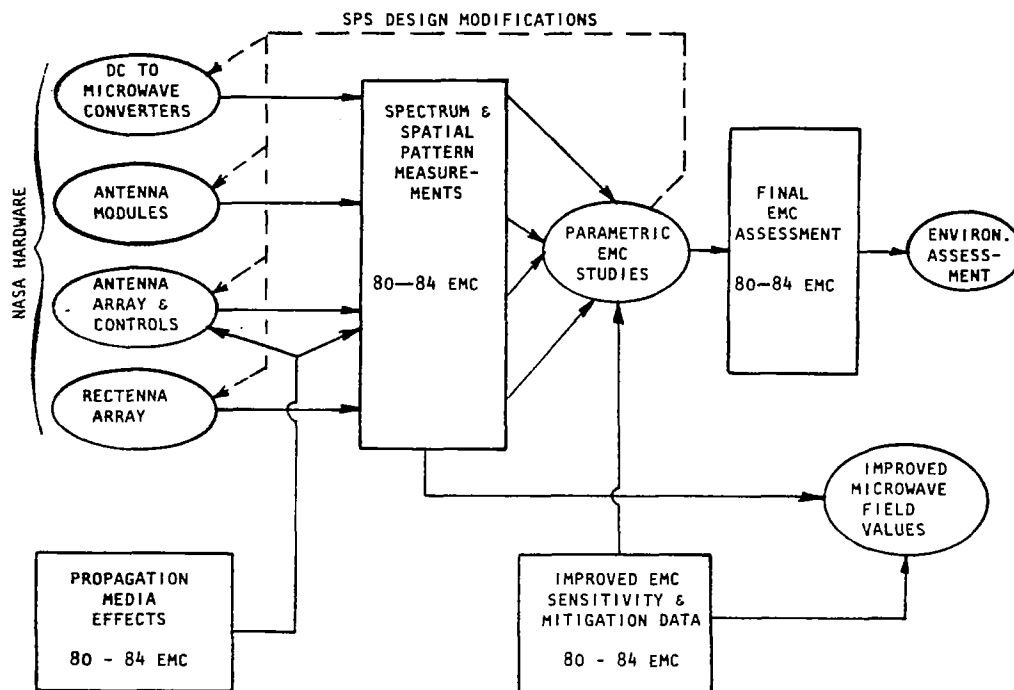 SPS DESIGN MODIFICATIONS
NASA HARDWARE
DC TO
MICROWAVE
CONVERTERS
ANTENNA
MODULES
ANTENNA
ARRAY &
CONTROLS
RECTENNA
ARRAY
SPECTRUM &
SPATIAL
PATTERN
MEASURE-
MENTS
80—84 EMC
PARAMETRIC
EMC
STUDIES
FINAL
EMC
ASSESSMENT
80—84 EMC
ENVIRON.
ASSESS-
MENT
IMPROVED
MICROWAVE
FIELD
VALUES
PROPAGATION
MEDIA
EFFECTS
80 - 84 EMC
IMPROVED EMC
SENSITIVITY &
MITIGATION DATA
80 - 84 EMC